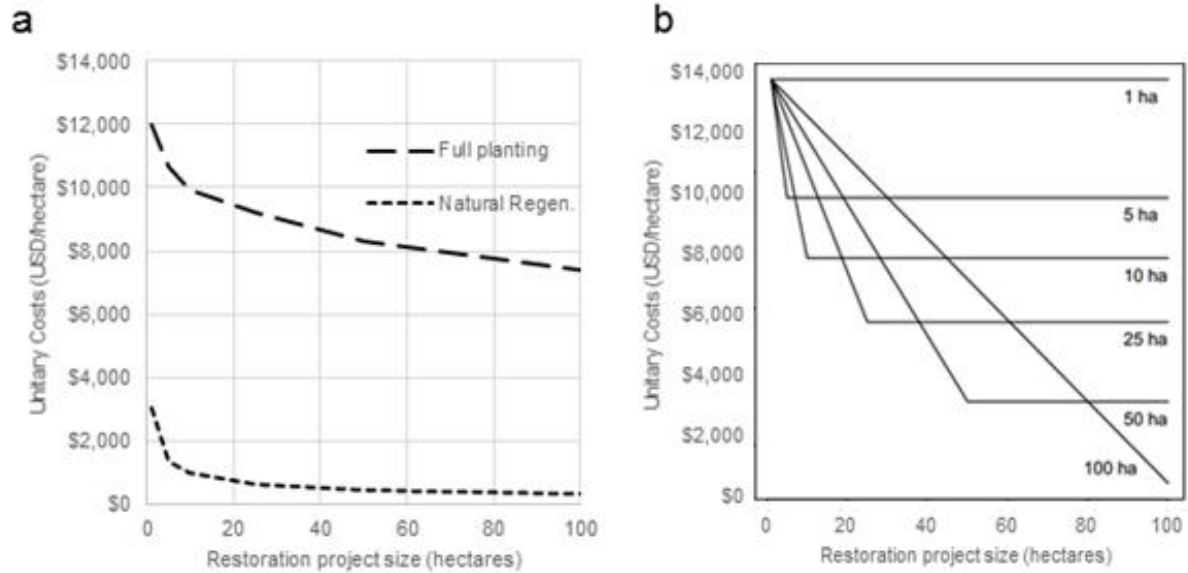 a
$14,000
$12,000
$10,000
$8,000
$6,000
$4,000
$2,000
$0
Unitary Costs (USD/hectare)
Full planting
Natural Regen.
0 20 40 60 80 100
Restoration project size (hectares)
b
$14,000
$12,000
$10,000
$8,000
$6,000
$4,000
$2,000
$0
Unitary Costs (USD/hectare)
1 ha
5 ha
10 ha
25 ha
50 ha
100 ha
0 20 40 60 80 100
Restoration project size (hectares)